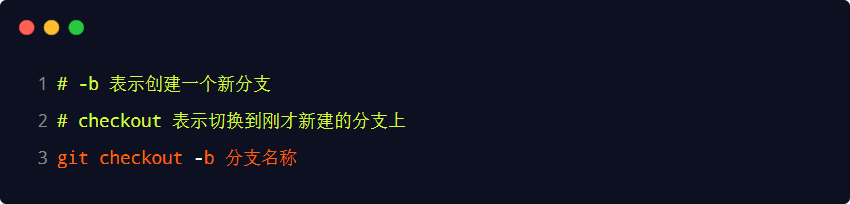 1 # -b 表示创建一个新分支
2 # checkout 表示切换到刚才新建的分支上
3 git checkout -b 分支名称